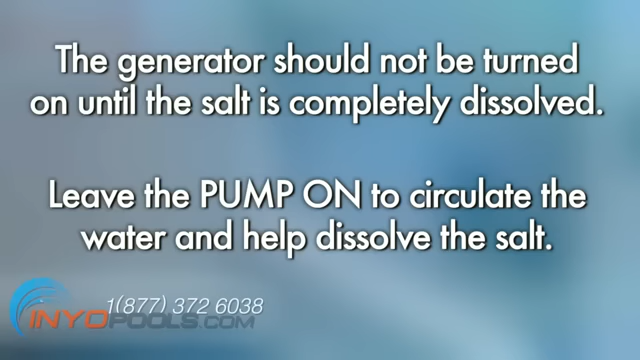 The generator should not be turned
on until the salt is completely dissolved.
Leave the PUMP ON to circulate the
water and help dissolve the salt.
1(877) 372 6038
INYOPOOLS.COM